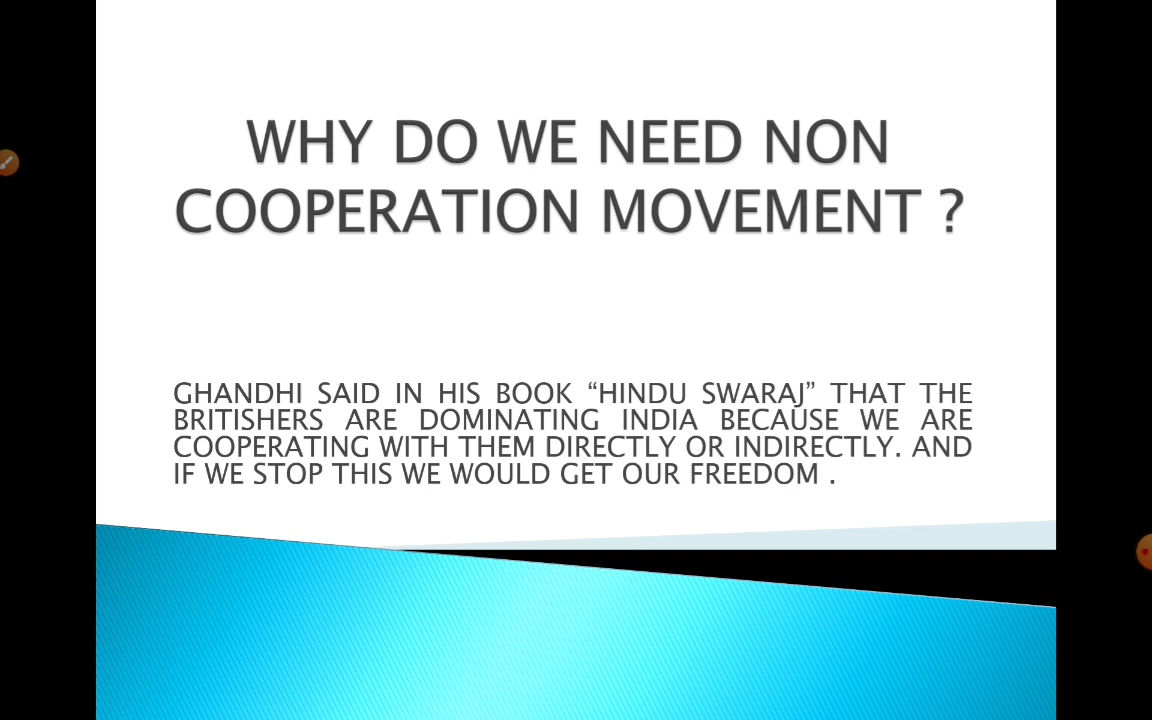 WHY DO WE NEED NON
COOPERATION MOVEMENT ?
GHANDHI SAID IN HIS BOOK “HINDU SWARAJ” THAT THE
BRITISHERS ARE DOMINATING INDIA BECAUSE WE ARE
COOPERATING WITH THEM DIRECTLY OR INDIRECTLY. AND
IF WE STOP THIS WE WOULD GET OUR FREEDOM .